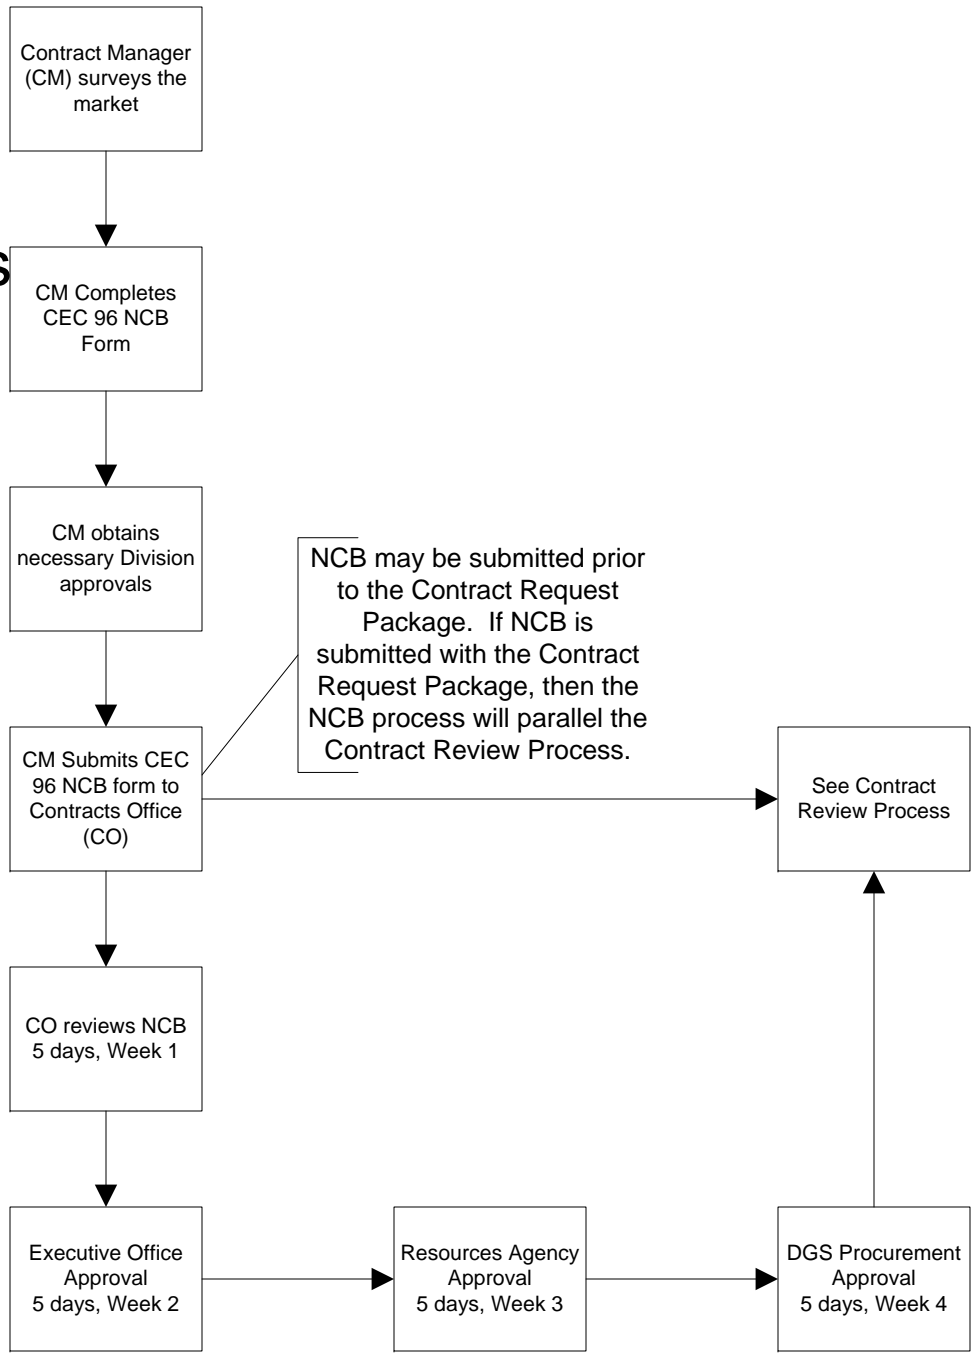 Contract Manager
(CM) surveys the
market
s
CM Completes
CEC 96 NCB
Form
CM obtains
necessary Division
approvals
NCB may be submitted prior
to the Contract Request
Package.  If NCB is
submitted with the Contract
Request Package, then the
NCB process will parallel the
Contract Review Process.
CM Submits CEC
96 NCB form to
Contracts Office
(CO)
See Contract
Review Process
CO reviews NCB
5 days, Week 1
Executive Office
Approval
5 days, Week 2
Resources Agency
Approval
5 days, Week 3
DGS Procurement
Approval
5 days, Week 4